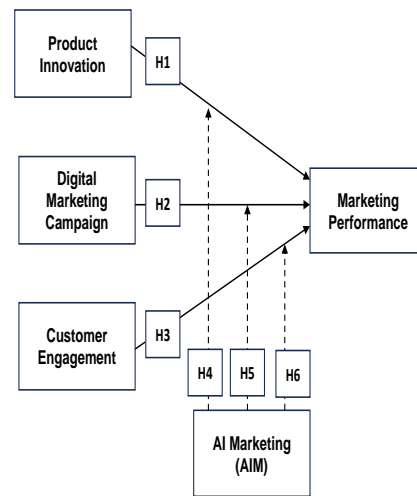 Product
Innovation
H1
Digital
Marketing
Campaign
H2
Marketing
Performance
Customer
Engagement
H3
H4
H5
H6
AI Marketing
(AIM)